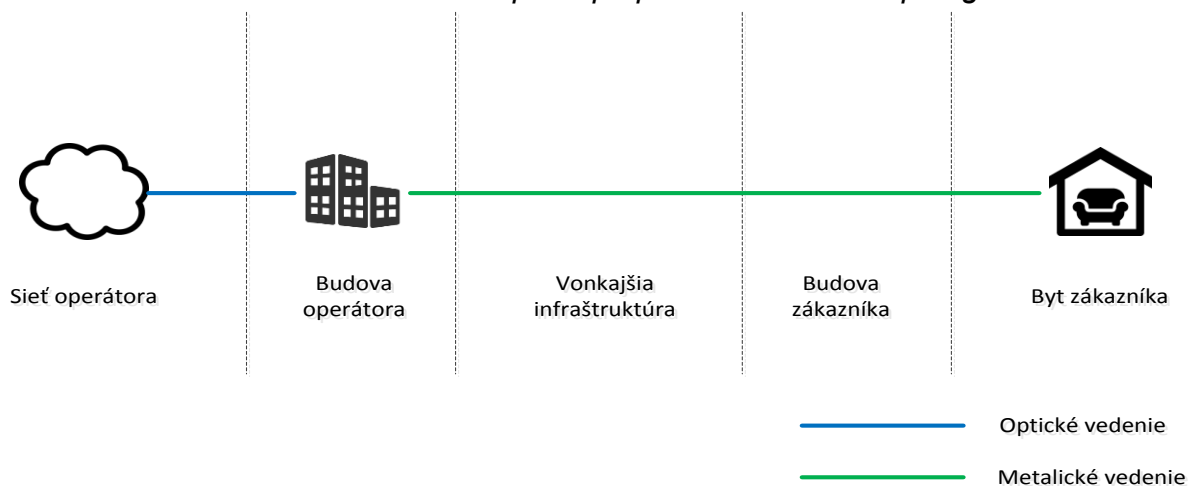 Sieť operátora
Budova
operátora
Vonkajšia
infraštruktúra
Budova
zákazníka
Byt zákazníka
Optické vedenie
Metalické vedenie